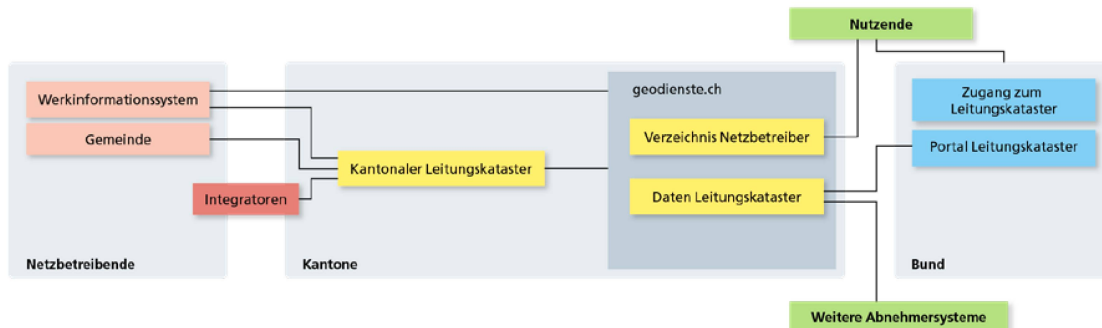 Nutzende
Werkinformationssystem
Gemeinde
Integratoren
Netzbetreibende
Kantonaler Leitungskataster
Kantone
geodienste.ch
Verzeichnis Netzbetreiber
Daten Leitungskataster
Zugang zum
Leitungskataster
Portal Leitungskataster
Bund
Weitere Abnehmersysteme